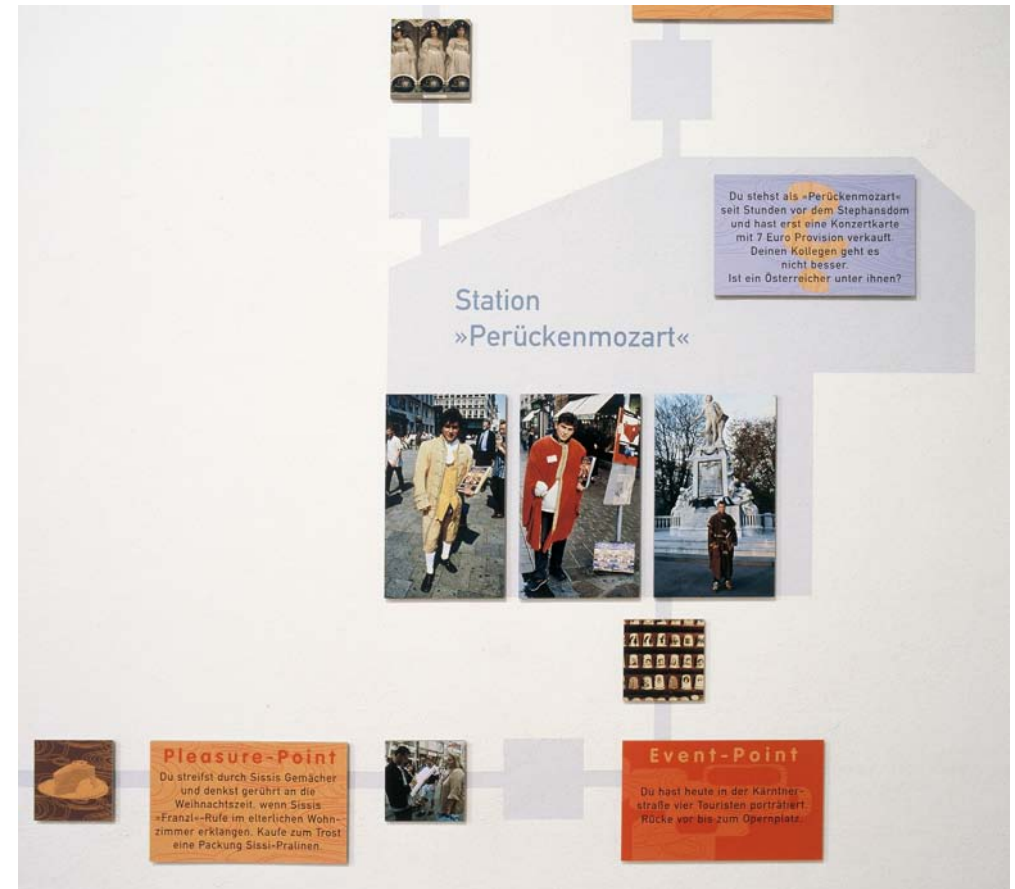 Du stehst als »Perückenmozart«
seit Stunden vor dem Stephansdom
und hast erst eine Konzertkarte
mit 7 Euro Provision verkauft.
Deinen Kollegen geht es
nicht besser.
Ist ein Österreicher unter ihnen?
Station
»Perückenmozart«
Pleasure-Point
Du streifst durch Sissis Gemächer
und denkst gerührt an die
Weihnachtszeit, wenn Sissis
»Franzl«-Rufe im elterlichen Wohn-
zimmer erklangen. Kaufe zum Trost
eine Packung Sissi-Pralinen.
Event-Point
Du hast heute in der Kärntner-
straße vier Touristen porträtiert.
Rücke vor bis zum Opernplatz.